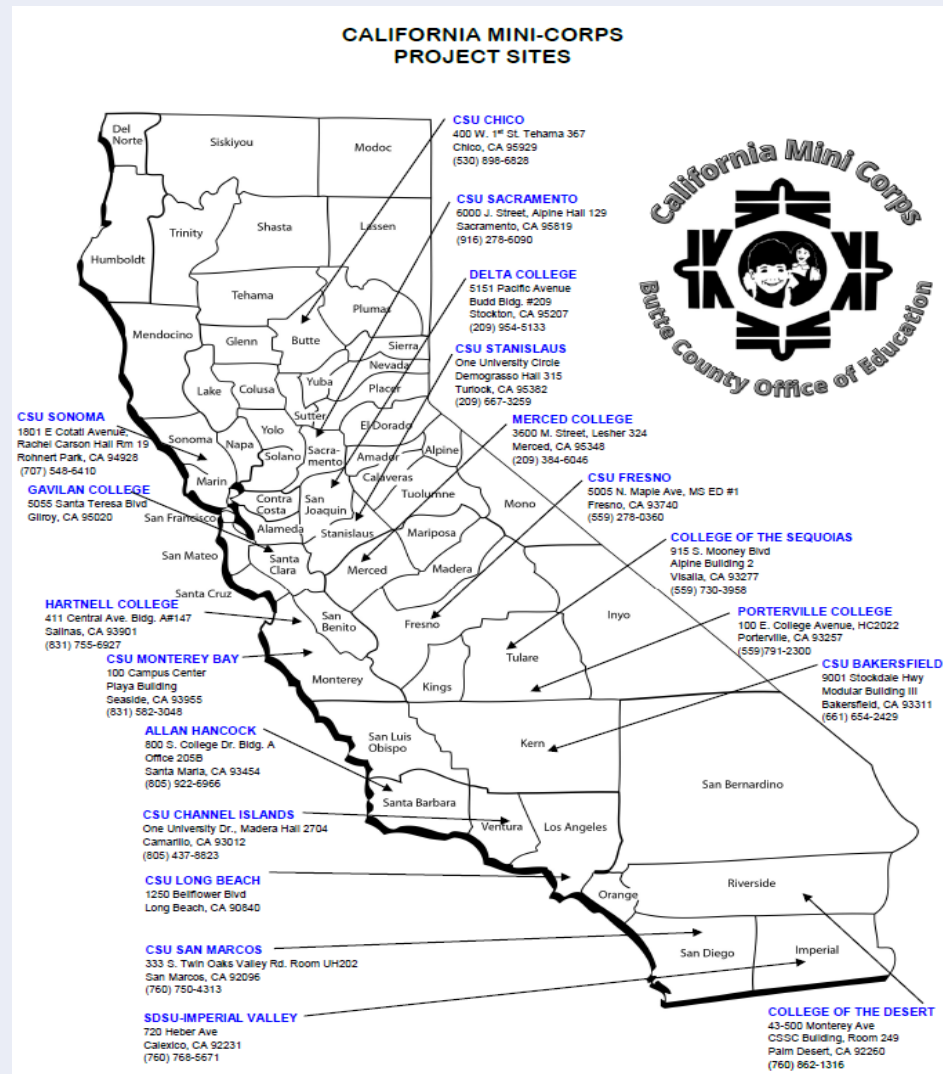 CALIFORNIA MINI-CORPS
PROJECT SITES
CSU CHICO
400 W. 1st St. Tehama 367
Chico, CA 95929
(530) 898-6828
CSU SACRAMENTO
6000 J. Street, Alpine Hall 129
Sacramento, CA 95819
(916) 278-6090
DELTA COLLEGE
5151 Pacific Avenue
Budd Bldg. #209
Stockton, CA 95207
(209) 954-5133
CSU STANISLAUS
One University Circle
Demograsso Hall 315
Turlock, CA 95382
(209) 667-3259
MERCED COLLEGE
3600 M. Street, Lesher 324
Merced, CA 95348
(209) 384-6046
CSU FRESNO
5005 N. Maple Ave, MS ED #1
Fresno, CA 93740
(559) 278-0360
COLLEGE OF THE SEQUOIAS
915 S. Mooney Blvd
Alpine Building 2
Visalia, CA 93277
(559) 730-3958
PORTERVILLE COLLEGE
100 E. College Avenue, HC2022
Porterville, CA 93257
(559)791-2300
CSU BAKERSFIELD
9001 Stockdale Hwy
Modular Building III
Bakersfield, CA 93311
(661) 654-2429
California Mini Corps
Butte County Office of Education
CSU SONOMA
1801 E Cotati Avenue,
Rachel Carson Hall Rm 19
Rohnert Park, CA 94928
(707) 548-6410
GAVILAN COLLEGE
5055 Santa Teresa Blvd
Gilroy, CA 95020
HARTNELL COLLEGE
411 Central Ave. Bldg. A#147
Salinas, CA 93901
(831) 755-6927
CSU MONTEREY BAY
100 Campus Center
Playa Building
Seaside, CA 93955
(831) 582-3048
ALLAN HANCOCK
800 S. College Dr. Bldg. A
Office 205B
Santa Maria, CA 93454
(805) 922-6966
CSU CHANNEL ISLANDS
One University Dr., Madera Hall 2704
Camarillo, CA 93012
(805) 437-8823
CSU LONG BEACH
1250 Bellflower Blvd
Long Beach, CA 90840
CSU SAN MARCOS
333 S. Twin Oaks Valley Rd. Room UH202
San Marcos, CA 92096
(760) 750-4313
SDSU-IMPERIAL VALLEY
720 Heber Ave
Calexico, CA 92231
(760) 768-5671
COLLEGE OF THE DESERT
43-500 Monterey Ave
CSSC Building, Room 249
Palm Desert, CA 92260
(760) 862-1316
Del
Norte
Siskiyou
Modoc
Humboldt
Trinity
Shasta
Lassen
Tehama
Plumas
Mendocino
Glenn
Butte
Sierra
Nevada
Lake
Colusa
Yuba
Placer
Sutter
El Dorado
Yolo
Sonoma
Napa
Solano
Sacra-
mento
Amador
Alpine
Calaveras
Marin
Contra
Costa
San
Joaquin
Tuolumne
Mono
San Francisco
Alameda
Stanislaus
Mariposa
San Mateo
Santa
Clara
Merced
Madera
Santa Cruz
San
Benito
Fresno
Inyo
Monterey
Kings
Tulare
San Luis
Obispo
Kern
San Bernardino
Santa Barbara
Ventura
Los Angeles
Orange
Riverside
San Diego
Imperial